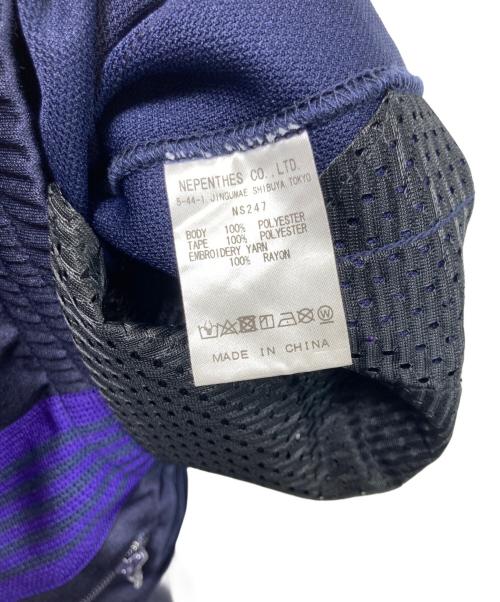 NEPENTHES CO., LTD.
5-44-1, JINGUMAE SHIBUYA, TOKYO
NS247
BODY 100% POLYESTER
TAPE 100% POLYESTER
EMBROIDERY YARN
100% RAYON
MADE IN CHINA